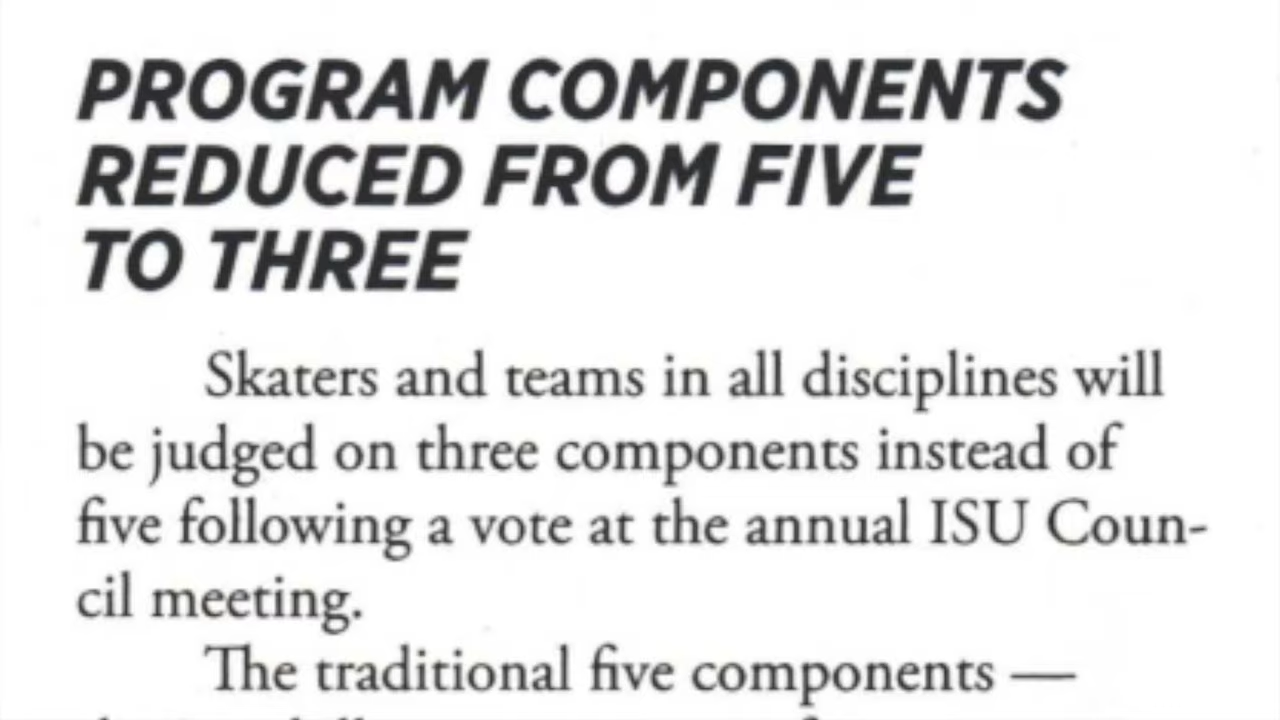 PROGRAM COMPONENTS
REDUCED FROM FIVE
TO THREE
Skaters and teams in all disciplines will
be judged on three components instead of
five following a vote at the annual ISU Coun-
cil meeting.
The traditional five components —